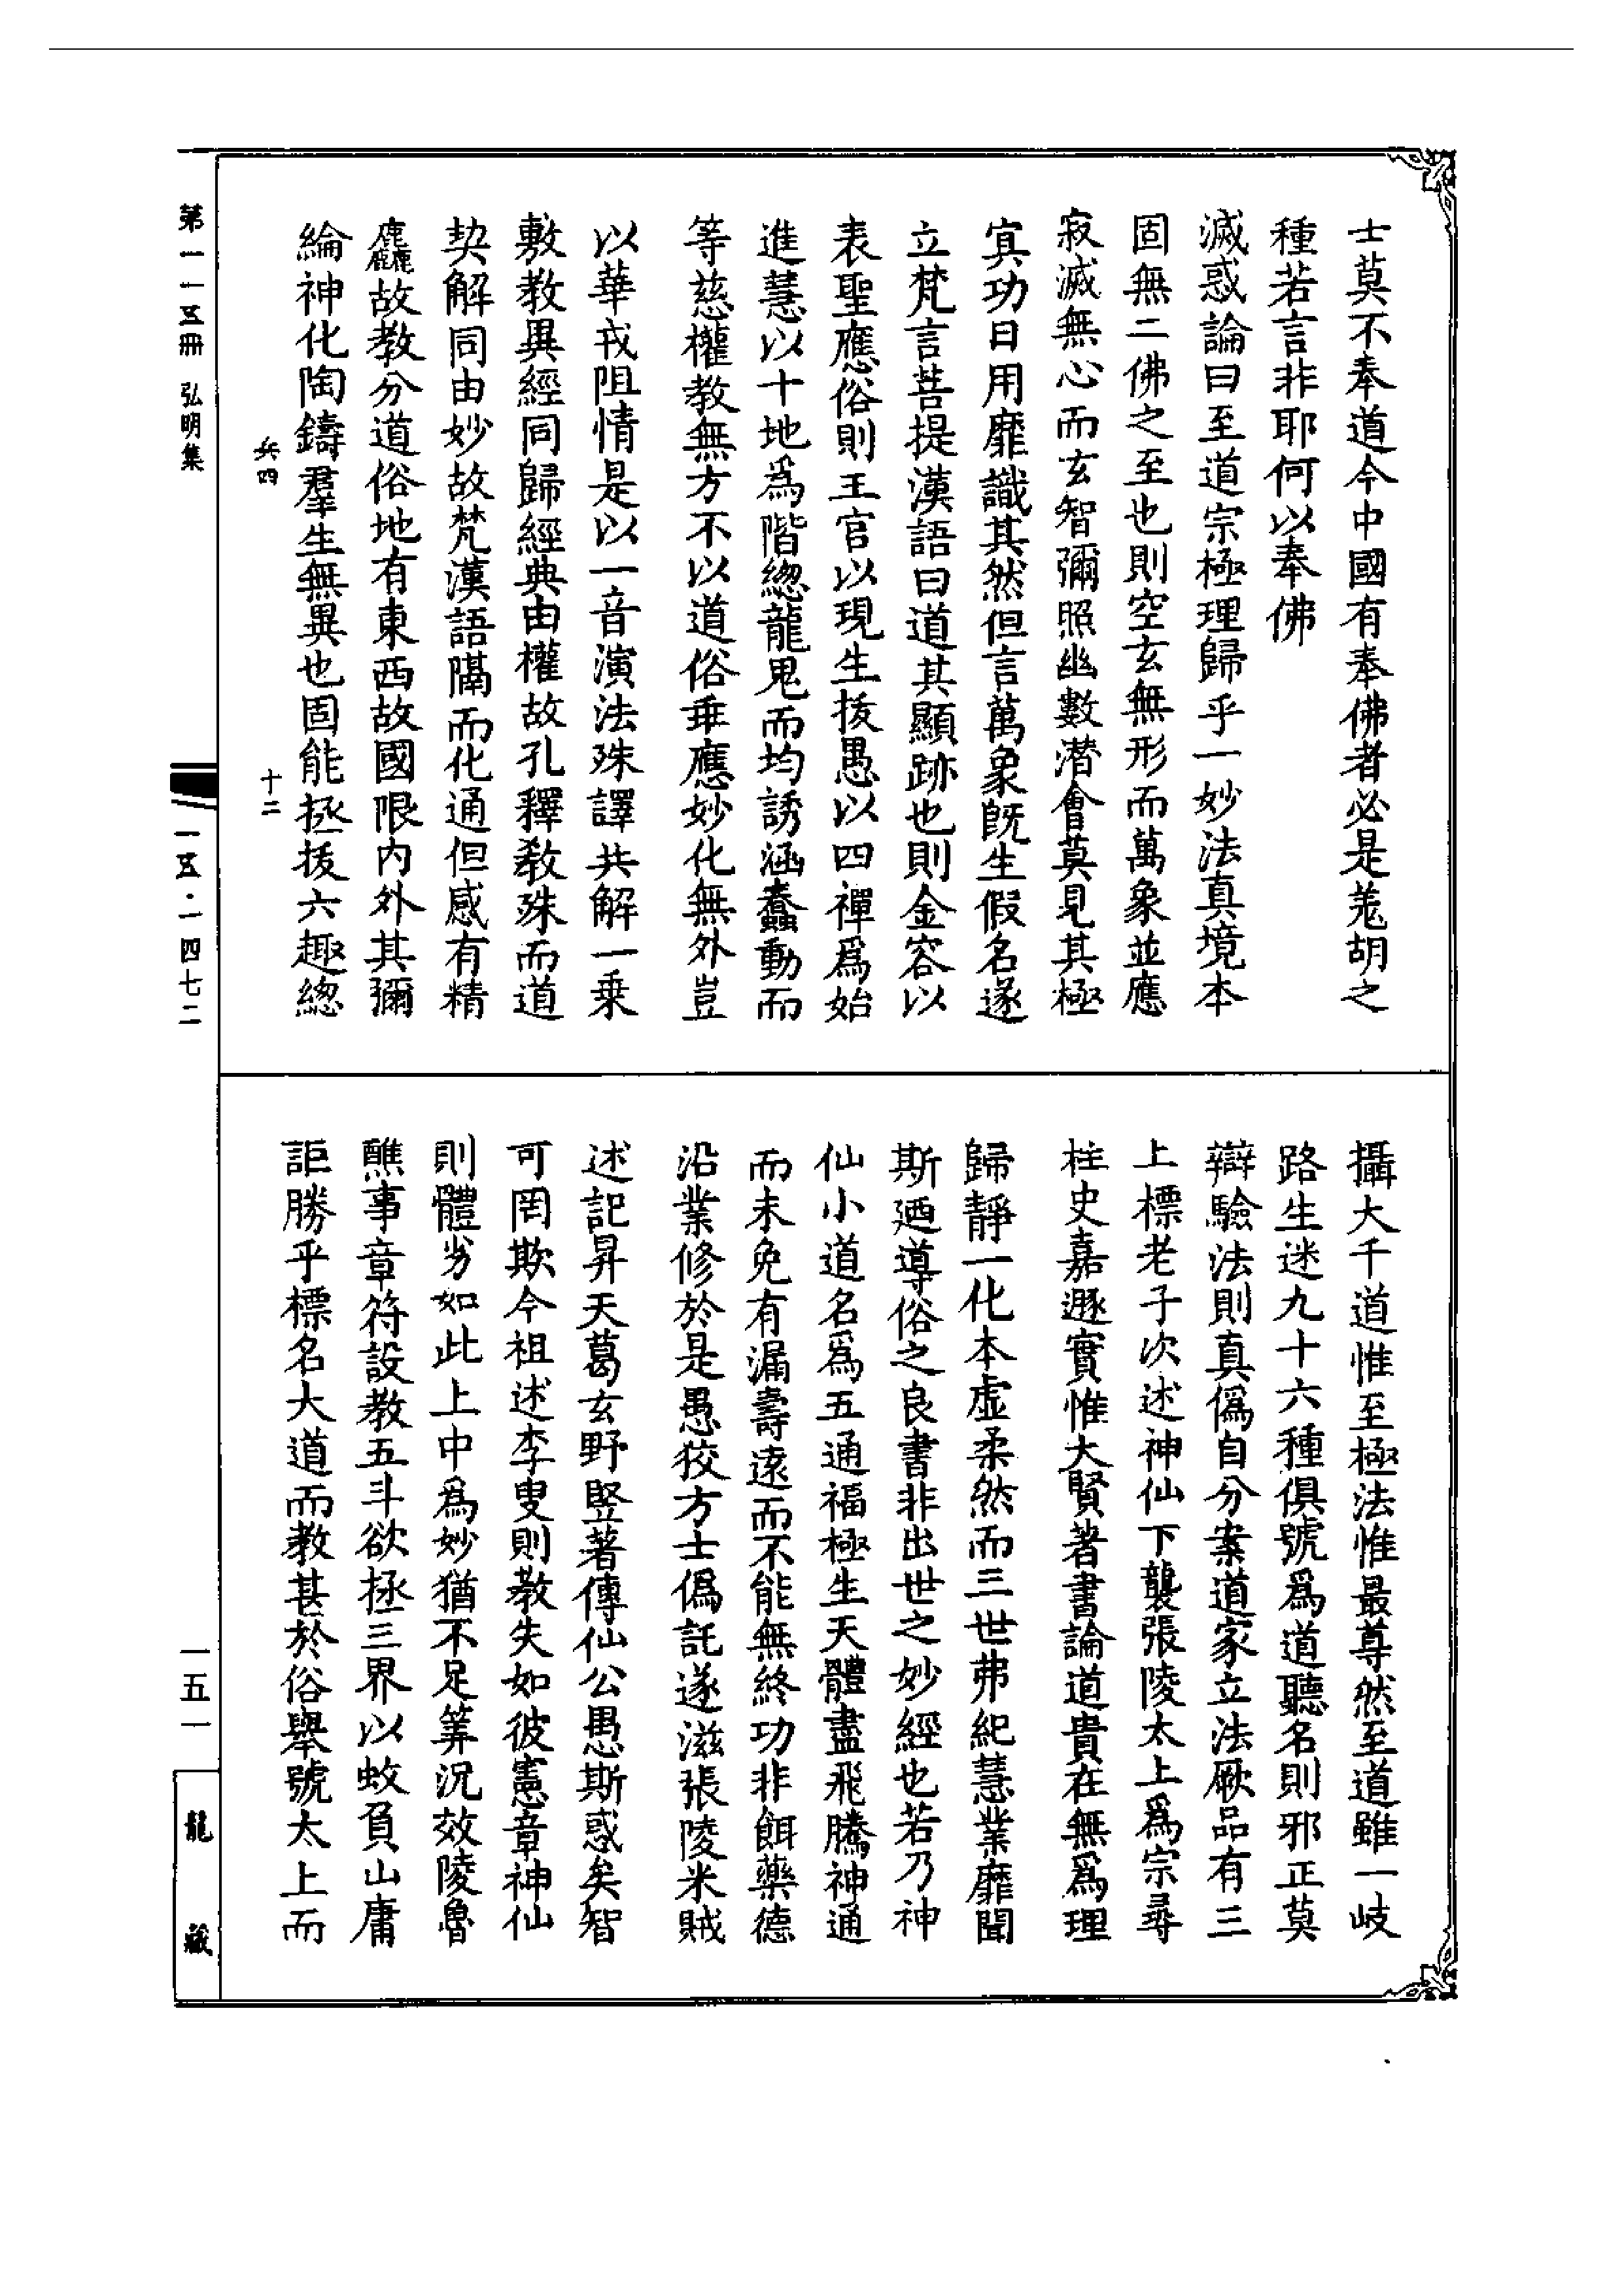 士莫不奉道今中國有奉佛者必是羗胡之
種若言非耶何以奉佛
滅惑論曰至道宗極理歸乎一妙法真境本
固無二佛之至也則空玄無形而萬象並應
寂滅無心而玄智彌照幽數潛會莫見其極
寘功日用靡識其然但言萬象旣生假名遂
立梵言菩提漢語曰道其顯跡也則金容以
表聖應俗則王宮以現生拔愚以四禪爲始
進慧以十地爲階緫龍鬼而均誘涵蠢動而
等慈權教無方不以道俗乖應妙化無外豈
以華戎阻情是以一音演法殊譯共解一乗
敷教異經同歸經典由權故孔釋教殊而道
契解同由妙故梵漢語隔而化通但感有精
麤故教分道俗地有東西故國限內外其彌
綸神化陶鑄羣生無異也固能拯拔六趣緫
兵四
十二
攝大千道惟至極法惟最尊然至道雖一岐
路生迷九十六種俱號爲道聽名則邪正莫
辯驗法則真僞自分案道家立法厥品有三
上標老子次述神仙下襲張陵太上爲宗尋
柱史嘉遯實惟大賢著書論道貴在無爲理
歸靜一化本虛柔然而三世弗紀慧業靡聞
斯廼導俗之良書非出世之妙經也若乃神
仙小道名爲五通福極生天體盡飛騰神通
而未免有漏壽遠而不能無終功非餌藥德
沿業修於是愚狡方士僞託遂滋張陵米賊
述記昇天葛玄野竪著傳仙公愚斯惑矣智
可罔欺今祖述李叟則教失如彼憲章神仙
則體劣如此上中爲妙猶不足筭況效陵魯
醮事章符設教五斗欲拯三界以蚊負山庸
詎勝乎標名大道而教甚於俗舉號太上而
第一一五冊 弘明集
一五·一四七二
一五一
龍藏